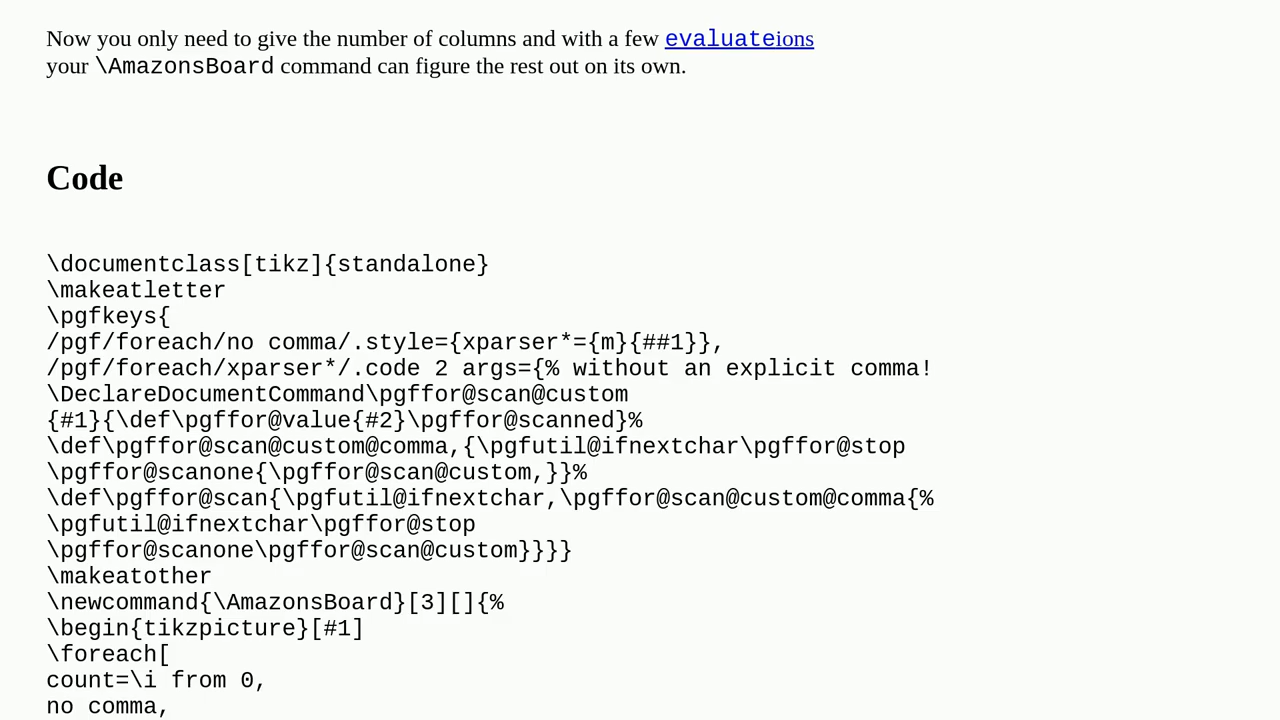 Now you only need to give the number of columns and with a few evaluateions
your \AmazonsBoard command can figure the rest out on its own.
Code
\documentclass[tikz]{standalone}
\makeatletter
\pgfkeys{
/pgf/foreach/no comma/.style={xparser*={m}{##1}},
/pgf/foreach/xparser*/.code 2 args={% without an explicit comma!
\DeclareDocumentCommand\pgffor@scan@custom
{#1}{\def\pgffor@value{#2}\pgffor@scanned}%
\def\pgffor@scan@custom@comma,{\pgfutil@ifnextchar\pgffor@stop
\pgffor@scanone{\pgffor@scan@custom,}}%
\def\pgffor@scan{\pgfutil@ifnextchar,\pgffor@scan@custom@comma{%
\pgfutil@ifnextchar\pgffor@stop
\pgffor@scanone\pgffor@scan@custom}}}}
\makeatother
\newcommand{\AmazonsBoard}[3][]{%
\begin{tikzpicture}[#1]
\foreach[
count=\i from 0,
no comma,